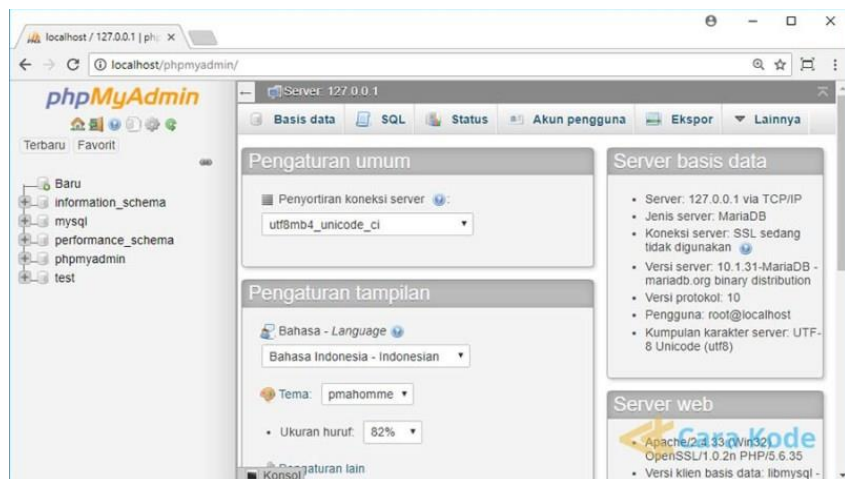 localhost / 127.0.0.1 | ph
localhost/phpmyadmin/
phpMyAdmin
Terbaru Favorit
Baru
information_schema
mysql
performance_schema
phpmyadmin
test
Server: 127.0.0.1
Basis data SQL Status Akun pengguna Ekspor Lainnya
Pengaturan umum
Penyortiran koneksi server :
utf8mb4_unicode_ci
Pengaturan tampilan
Bahasa - Language
Bahasa Indonesia - Indonesian
Tema: pmahomme
• Ukuran huruf: 82%
Pengaturan lain
Konsol
Server basis data
• Server: 127.0.0.1 via TCP/IP
• Jenis server: MariaDB
• Koneksi server: SSL sedang
tidak digunakan
• Versi server: 10.1.31-MariaDB -
mariadb.org binary distribution
• Versi protokol: 10
• Pengguna: root@localhost
• Kumpulan karakter server: UTF-
8 Unicode (utf8)
Server web
• Apache/2.4.33 (Win32)
OpenSSL/1.0.2n PHP/5.6.35
• Versi klien basis data: libmysql -
Cara Kode